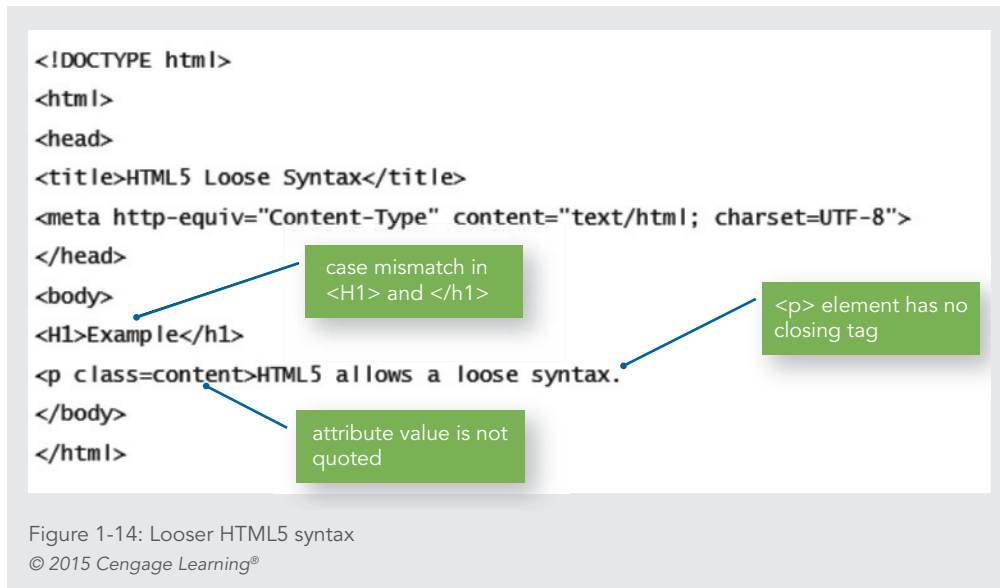 <!DOCTYPE html>
<html>
<head>
<title>HTML5 Loose Syntax</title>
<meta http-equiv="Content-Type" content="text/html; charset=UTF-8">
</head>
case mismatch in
<H1> and </h1>
<body>
<p> element has no
closing tag
<H1>Example</h1>
<p class=content>HTML5 allows a loose syntax.
</body>
attribute value is not
quoted
</html>
Figure 1-14: Looser HTML5 syntax
© 2015 Cengage Learning®